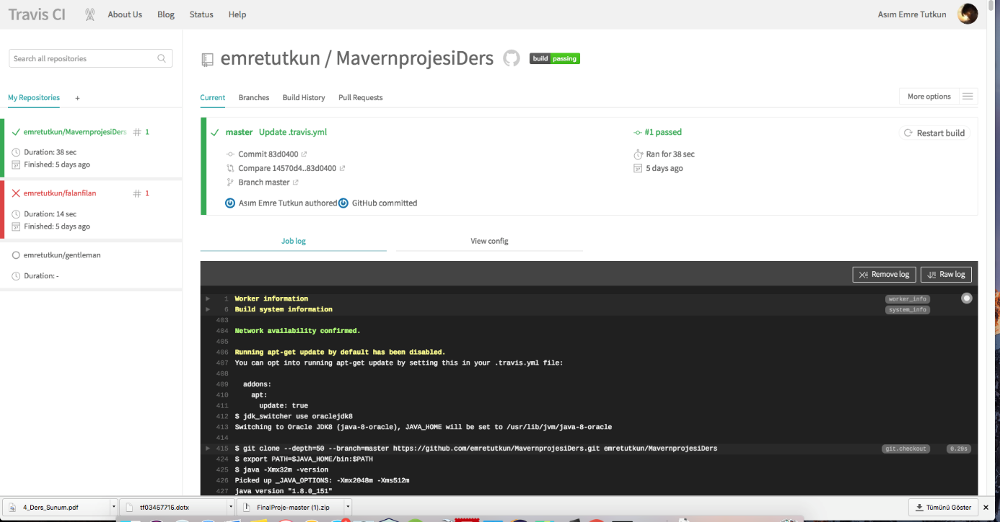 Travis CI About Us Blog Status Help Asım Emre Tutkun
Search all repositories
My Repositories +
emretutkun/MavernprojesiDers # 1
Duration: 38 sec
Finished: 5 days ago
emretutkun/falanfilan # 1
Duration: 14 sec
Finished: 5 days ago
emretutkun/gentleman
Duration: -
emretutkun / MavernprojesiDers build passing
Current Branches Build History Pull Requests More options
master Update .travis.yml #1 passed Restart build
Commit 83d0400 Ran for 38 sec
Compare 14570d4..83d0400 5 days ago
Branch master
Asım Emre Tutkun authored GitHub committed
Job log View config
Remove log Raw log
1 Worker information worker_info
6 Build system information system_info
403
404 Network availability confirmed.
405
406 Running apt-get update by default has been disabled.
407 You can opt into running apt-get update by setting this in your .travis.yml file:
408
409 addons:
410 apt:
411 update: true
412 $ jdk_switcher use oraclejdk8
413 Switching to Oracle JDK8 (java-8-oracle), JAVA_HOME will be set to /usr/lib/jvm/java-8-oracle
414
415 $ git clone --depth=50 --branch=master https://github.com/emretutkun/MavernprojesiDers.git emretutkun/MavernprojesiDers git.checkout 0.29s
424 $ export PATH=$JAVA_HOME/bin:$PATH
425 $ java -Xmx32m -version
426 Picked up _JAVA_OPTIONS: -Xmx2048m -Xms512m
427 java version "1.8.0_151"
4_Ders_Sunum.pdf tf03457715.dotx FinalProje-master (1).zip Tümünü Göster